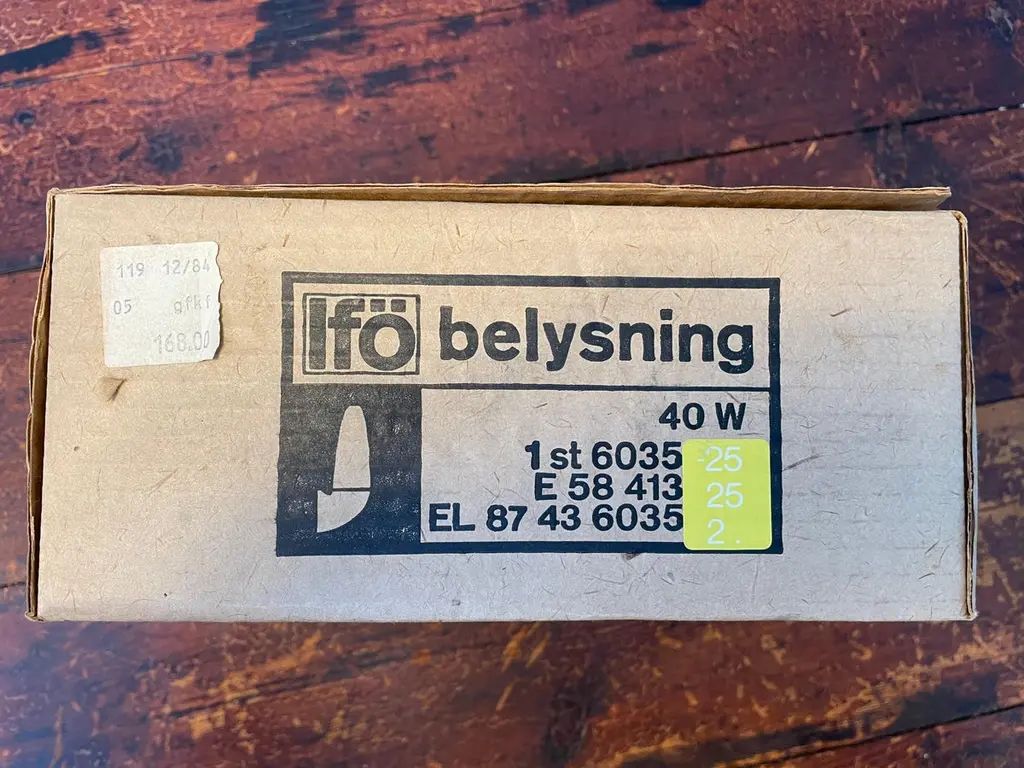 119 12/84
05 gfkf
168.00
Ifö belysning
40 W
1 st 6035-25
E 58 413 25
EL 87 43 6035 2.